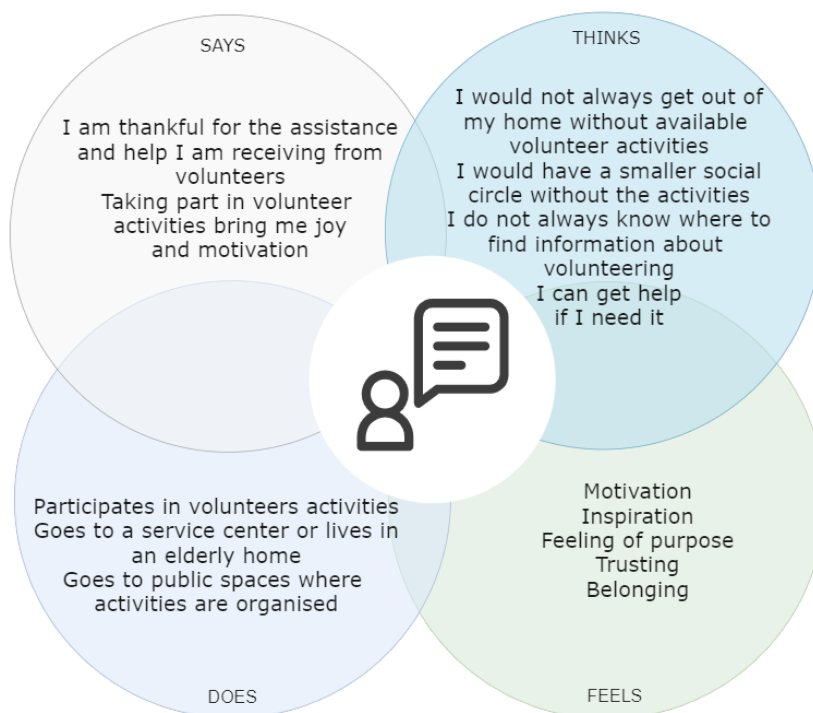 SAYS
I am thankful for the assistance
and help I am receiving from
volunteers
Taking part in volunteer
activities bring me joy
and motivation
THINKS
I would not always get out of
my home without available
volunteer activities
I would have a smaller social
circle without the activities
I do not always know where to
find information about
volunteering
I can get help
if I need it
Participates in volunteers activities
Goes to a service center or lives in
an elderly home
Goes to public spaces where
activities are organised
DOES
Motivation
Inspiration
Feeling of purpose
Trusting
Belonging
FEELS